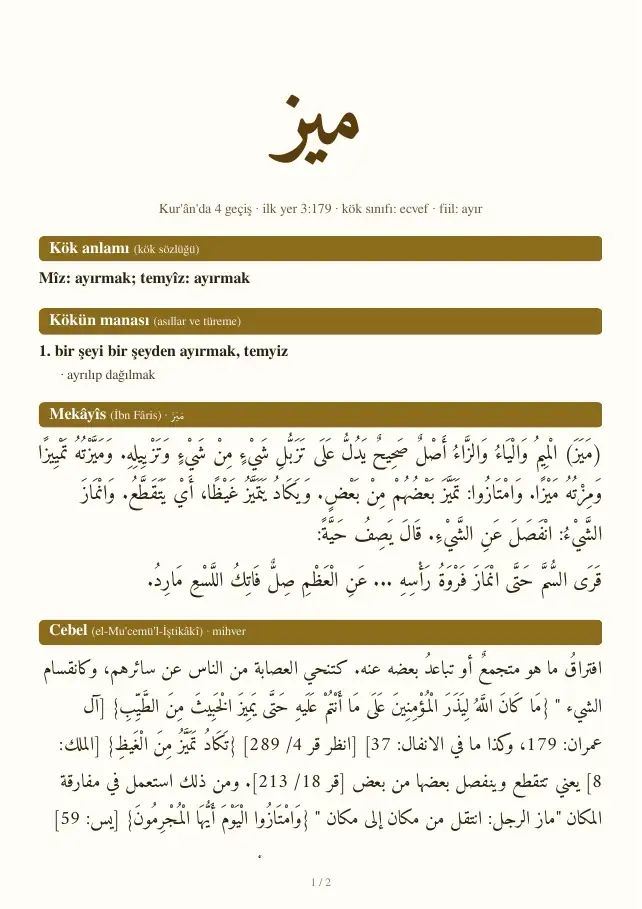 ميز
Kur'ân'da 4 geçiş · ilk yer 3:179 · kök sınıfı: ecvef · fiil: ayır
Kök anlamı (kök sözlüğü)
Mîz: ayırmak; temyîz: ayırmak
Kökün manası (asıllar ve türeme)
1. bir şeyi bir şeyden ayırmak, temyiz
· ayrılıp dağılmak
Mekâyîs (İbn Fâris) · مَيَزَ
(مَيَزَ) الْمِيمُ وَالْيَاءُ وَالزَّاءُ أَصْلٌ صَحِيحٌ يَدُلُّ عَلَى تَزَيُّلِ شَيْءٍ مِنْ شَيْءٍ وَتَزْيِيلِهِ. وَمَيَّزْتُهُ تَمْيِيزًا
وَمِزْتُهُ مَيْزًا. وَامْتَازُوا: تَمَيَّزَ بَعْضُهُمْ مِنْ بَعْضٍ. وَيَكَادُ يَتَمَيَّزُ غَيْظًا، أَيْ يَتَقَطَّعُ. وَانْمَازَ
الشَّيْءُ: انْفَصَلَ عَنِ الشَّيْءِ. قَالَ يَصِفُ حَيَّةً:
قَرَى السُّمَّ حَتَّى انْمَازَ فَرْوَةُ رَأْسِهِ ... عَنِ الْعَظْمِ صِلٌّ فَاتِكُ اللَّسْعِ مَارِدُ.
Cebel (el-Mu'cemü'l-İştikâkî) · mihver
افتراقُ ما هو متجمعٌ أو تباعدُ بعضه عنه. كتنحي العصابة من الناس عن سائرهم، وكانقسام
الشيء " {مَا كَانَ اللَّهُ لِيَذَرَ الْمُؤْمِنِينَ عَلَى مَا أَنْتُمْ عَلَيْهِ حَتَّى يَمِيزَ الْخَبِيثَ مِنَ الطَّيِّبِ} [آل
عمران: 179، وكذا ما في الانفال: 37] [انظر قر 4/ 289] {تَكَادُ تَمَيَّزُ مِنَ الْغَيظِ} [الملك:
8] يعني تتقطع وينفصل بعضها من بعض [قر 18/ 213]. ومن ذلك استعمل في مفارقة
المكان "ماز الرجل: انتقل من مكان إلى مكان " {وَامْتَازُوا الْيَوْمَ أَيُّهَا الْمُجْرِمُونَ} [يس: 59]
1 / 2